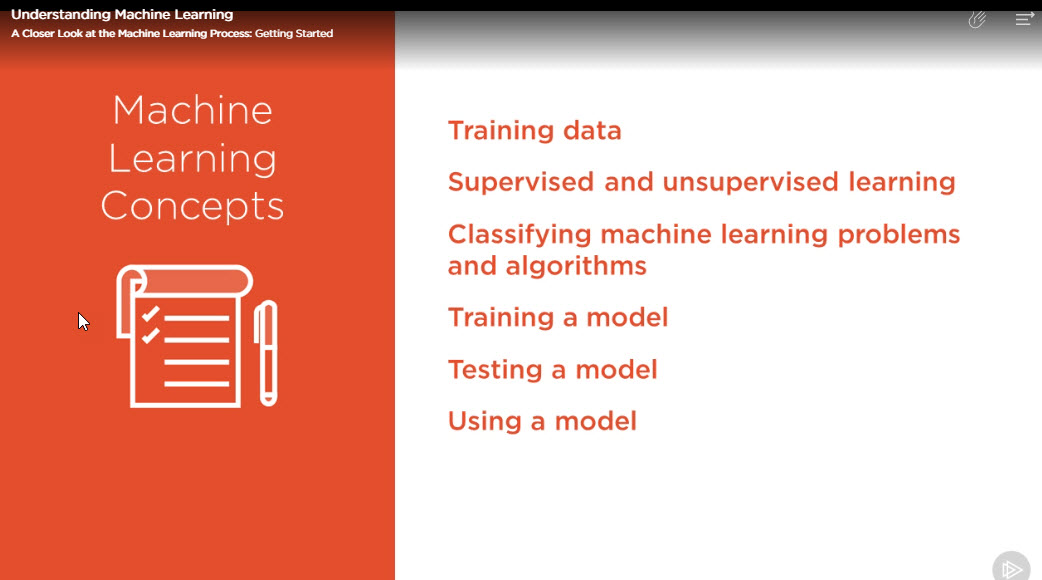 Understanding Machine Learning
A Closer Look at the Machine Learning Process: Getting Started
Machine
Learning
Concepts
Training data
Supervised and unsupervised learning
Classifying machine learning problems
and algorithms
Training a model
Testing a model
Using a model